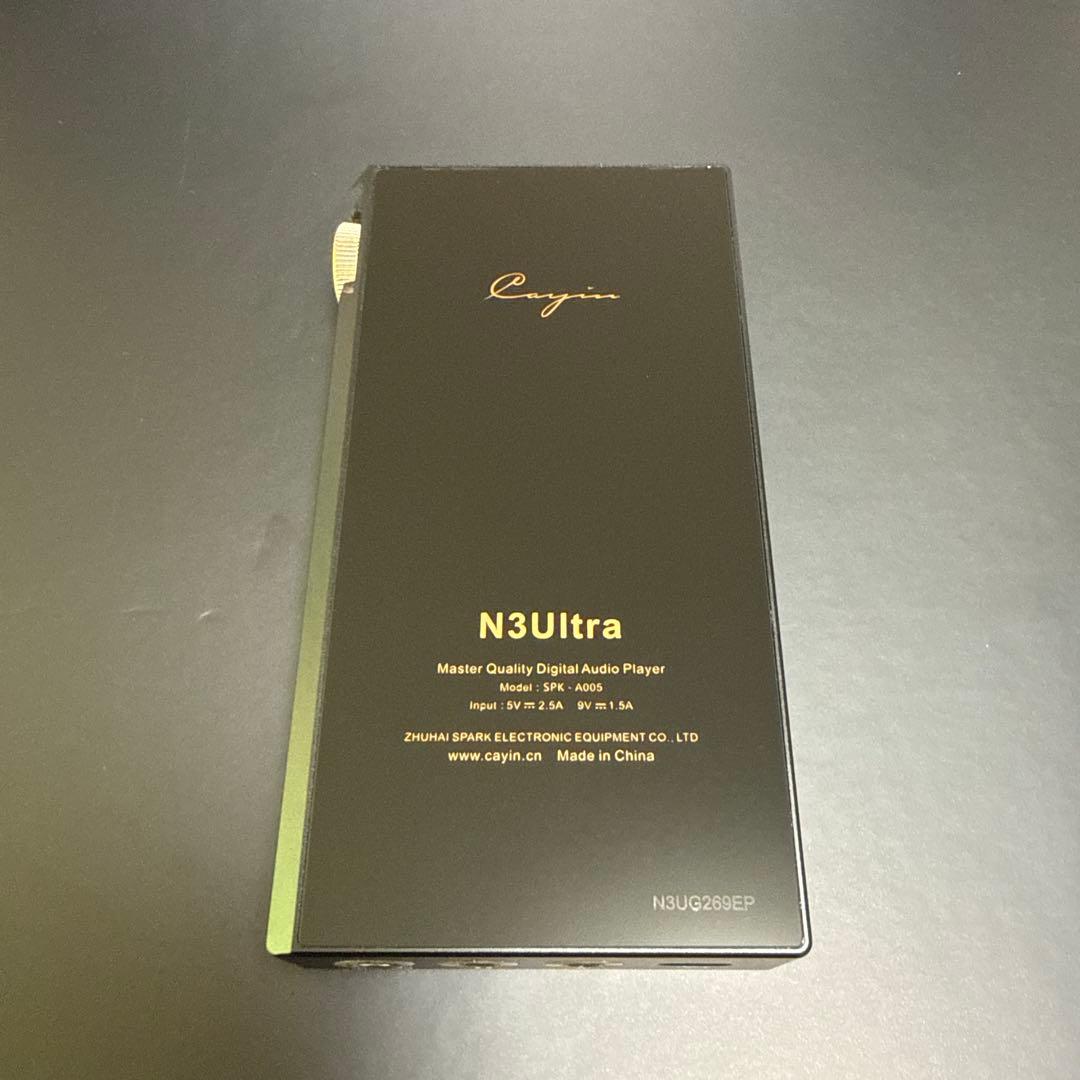 Cayin
N3Ultra
Master Quality Digital Audio Player
Model : SPK - A005
Input : 5V ⎓ 2.5A 9V ⎓ 1.5A
ZHUHAI SPARK ELECTRONIC EQUIPMENT CO., LTD
www.cayin.cn Made in China
N3UG269EP